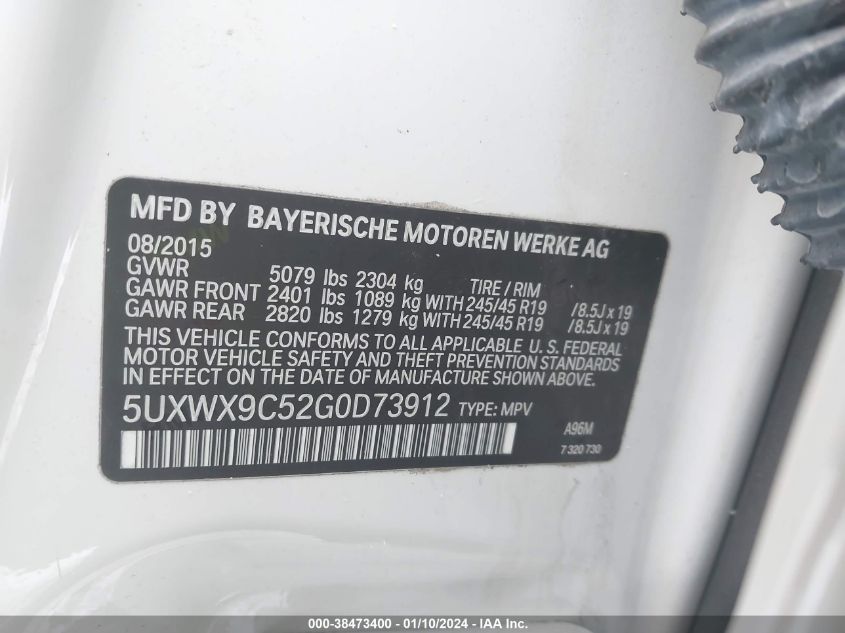 MFD BY BAYERISCHE MOTOREN WERKE AG
08/2015
GVWR 5079 lbs 2304 kg TIRE / RIM
GAWR FRONT 2401 lbs 1089 kg WITH 245/45 R19 /8.5J x 19
GAWR REAR 2820 lbs 1279 kg WITH 245/45 R19 /8.5J x 19
THIS VEHICLE CONFORMS TO ALL APPLICABLE U.S. FEDERAL
MOTOR VEHICLE SAFETY AND THEFT PREVENTION STANDARDS
IN EFFECT ON THE DATE OF MANUFACTURE SHOWN ABOVE.
5UXWX9C52G0D73912 TYPE: MPV
A96M
7 320 730
000-38473400 - 01/10/2024 - IAA Inc.